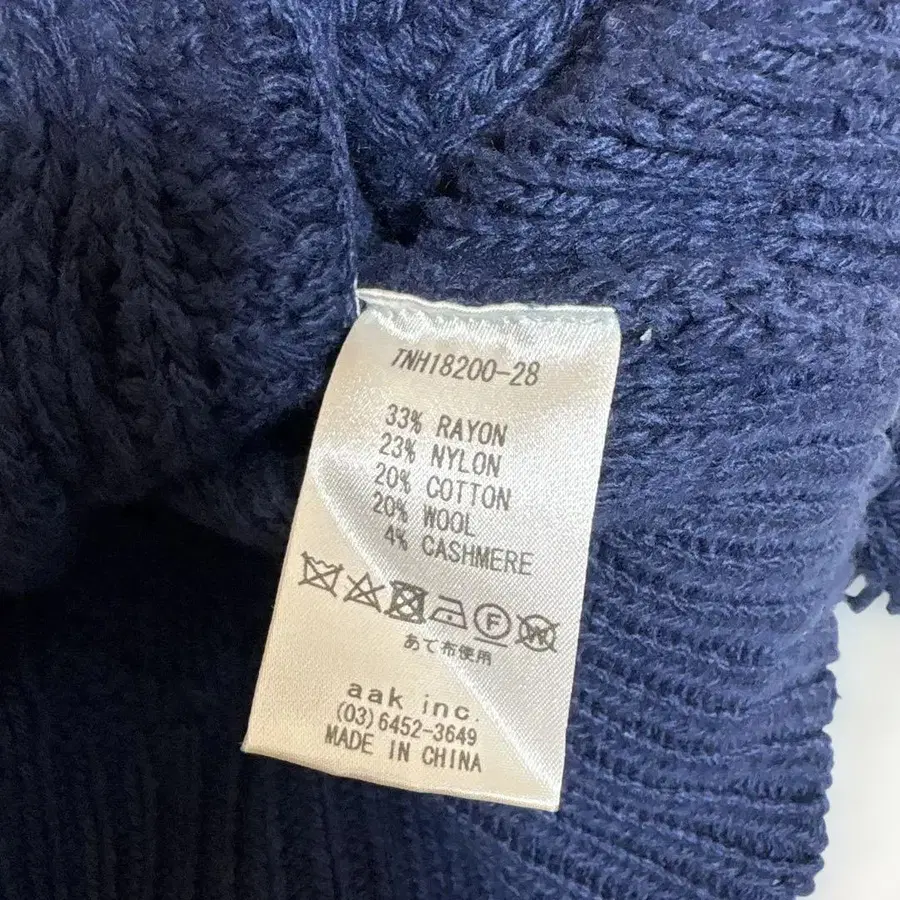 TNH18200-28
33% RAYON
23% NYLON
20% COTTON
20% WOOL
4% CASHMERE
F W
あて布使用
aak inc.
(03)6452-3649
MADE IN CHINA